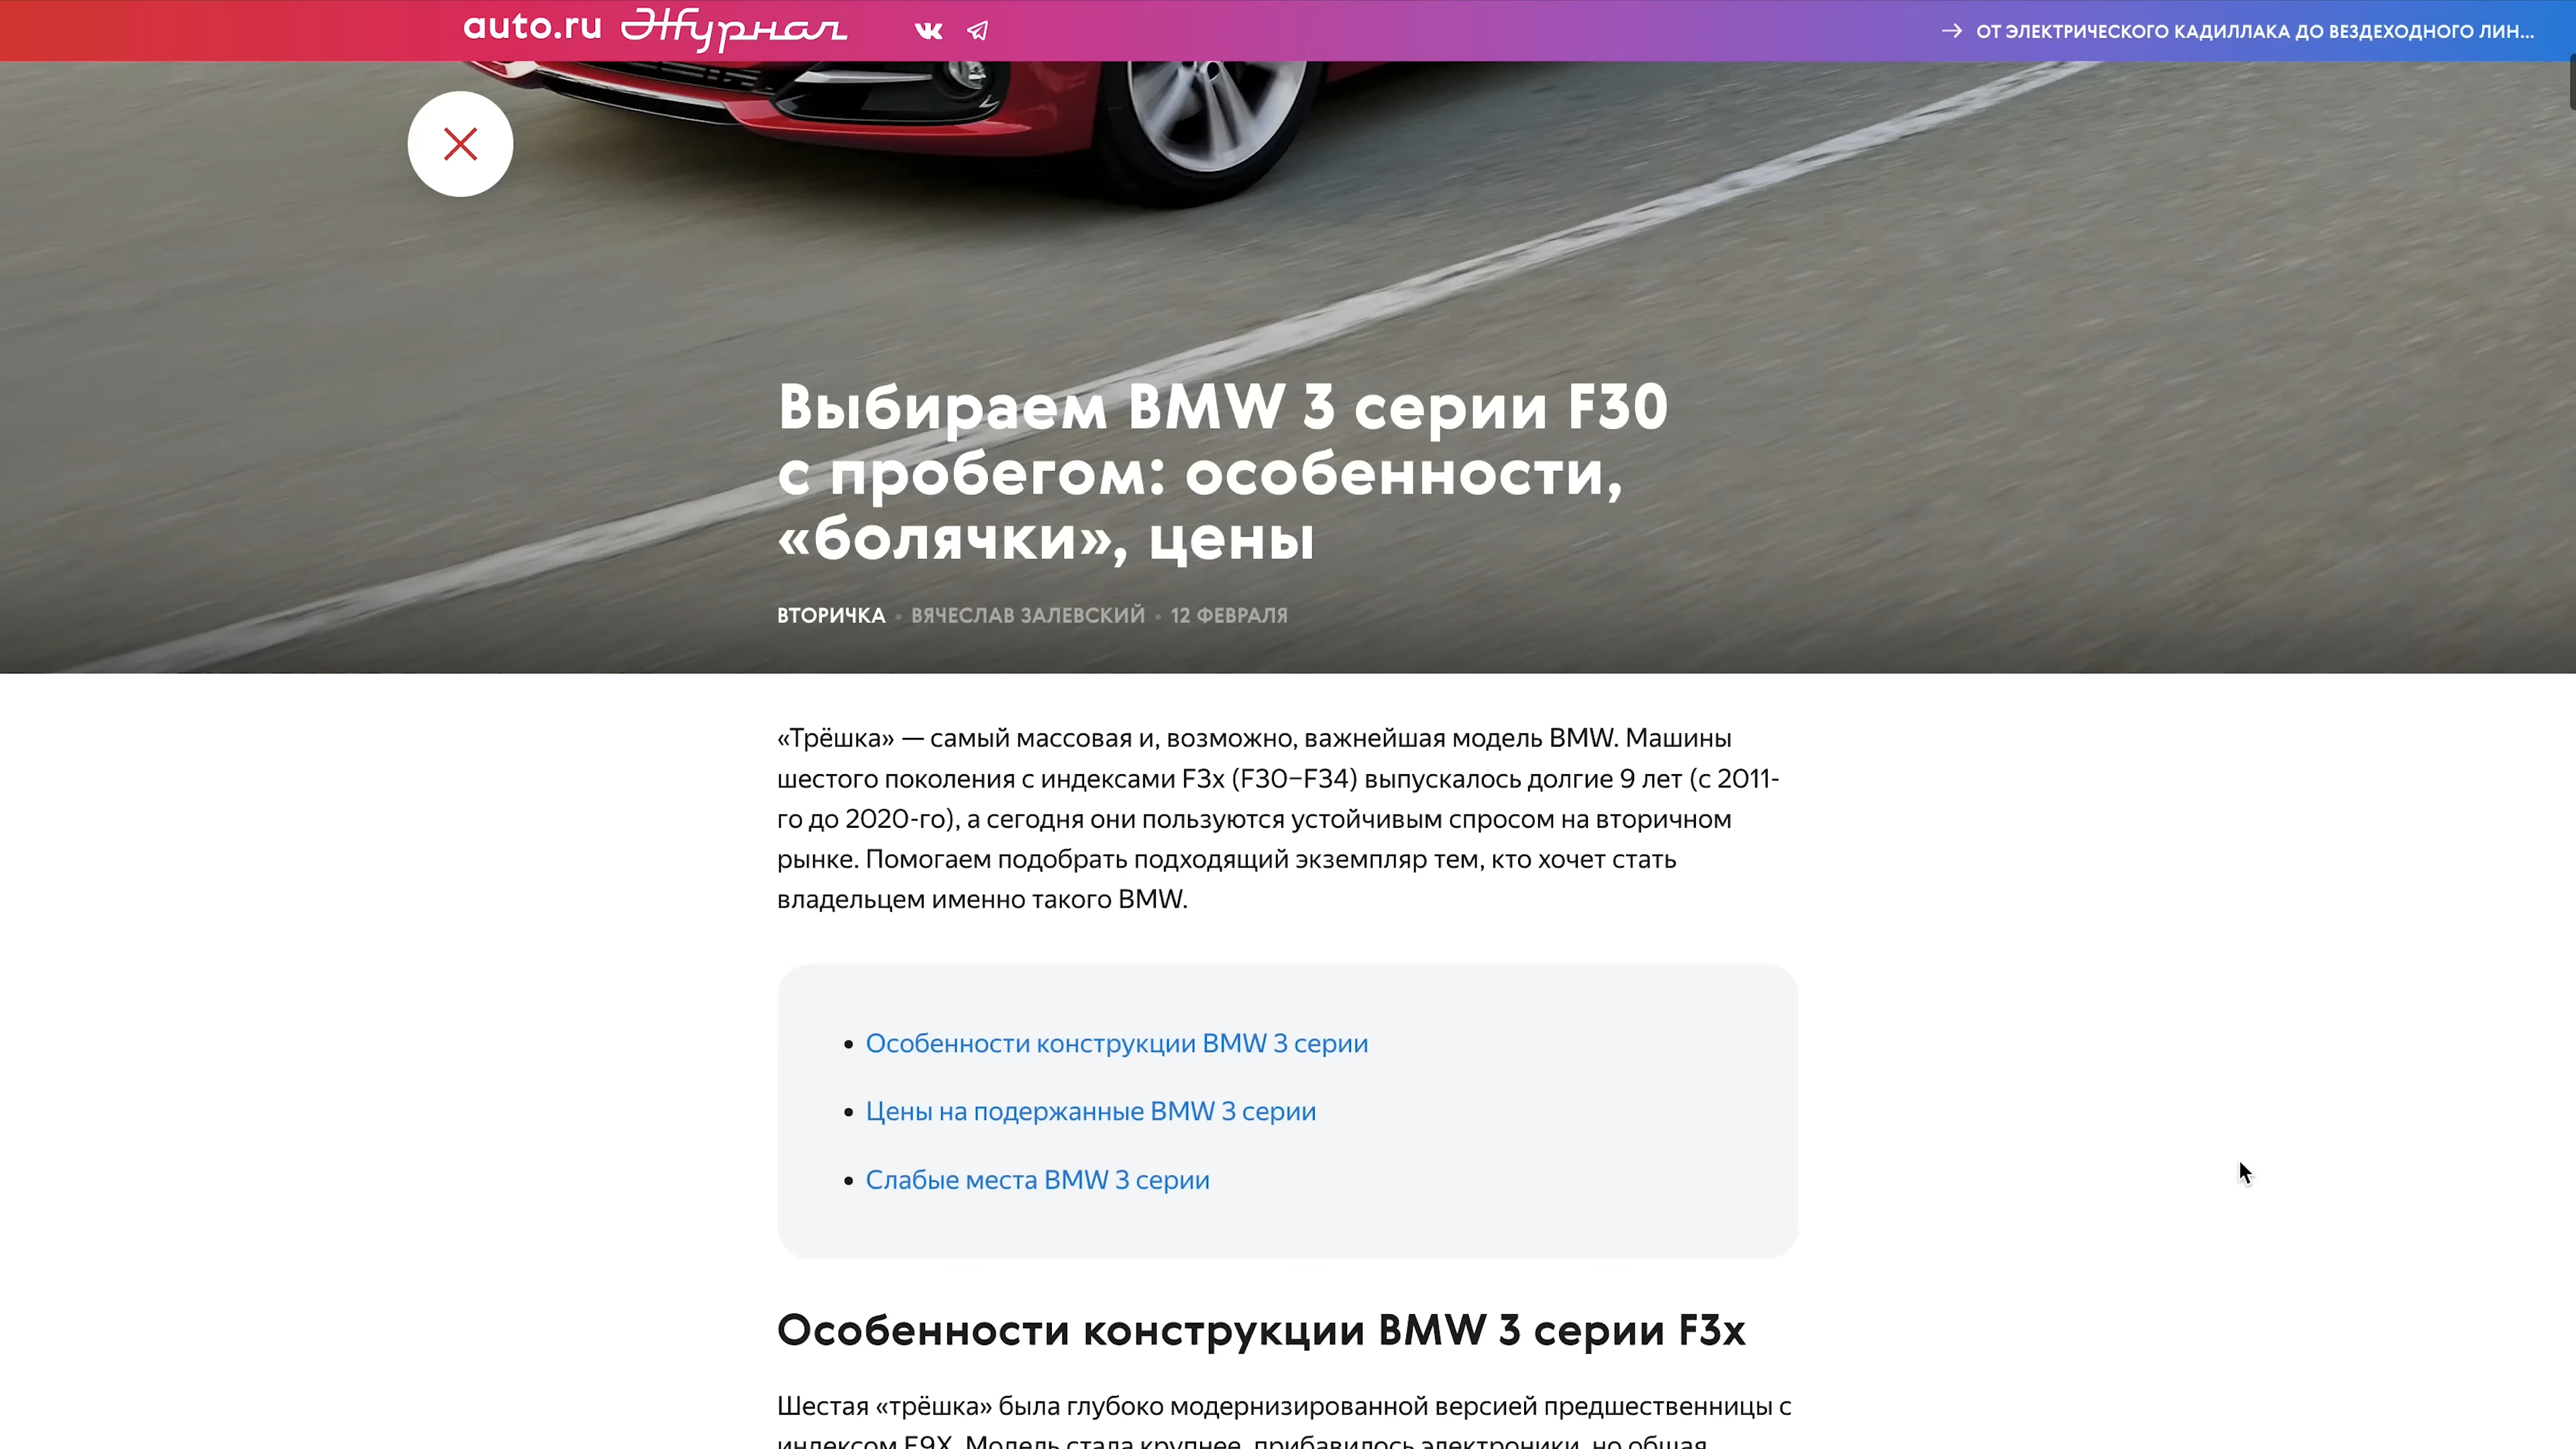 auto.ru Журнал
→ ОТ ЭЛЕКТРИЧЕСКОГО КАДИЛЛАКА ДО ВЕЗДЕХОДНОГО ЛИН...
Выбираем BMW 3 серии F30
с пробегом: особенности,
«болячки», цены
ВТОРИЧКА • ВЯЧЕСЛАВ ЗАЛЕВСКИЙ • 12 ФЕВРАЛЯ
«Трёшка» — самый массовая и, возможно, важнейшая модель BMW. Машины
шестого поколения с индексами F3x (F30–F34) выпускалось долгие 9 лет (с 2011-
го до 2020-го), а сегодня они пользуются устойчивым спросом на вторичном
рынке. Помогаем подобрать подходящий экземпляр тем, кто хочет стать
владельцем именно такого BMW.
• Особенности конструкции BMW 3 серии
• Цены на подержанные BMW 3 серии
• Слабые места BMW 3 серии
Особенности конструкции BMW 3 серии F3x
Шестая «трёшка» была глубоко модернизированной версией предшественницы с
индексом E9X. Модель стала крупнее, прибавилось электроники, но общая